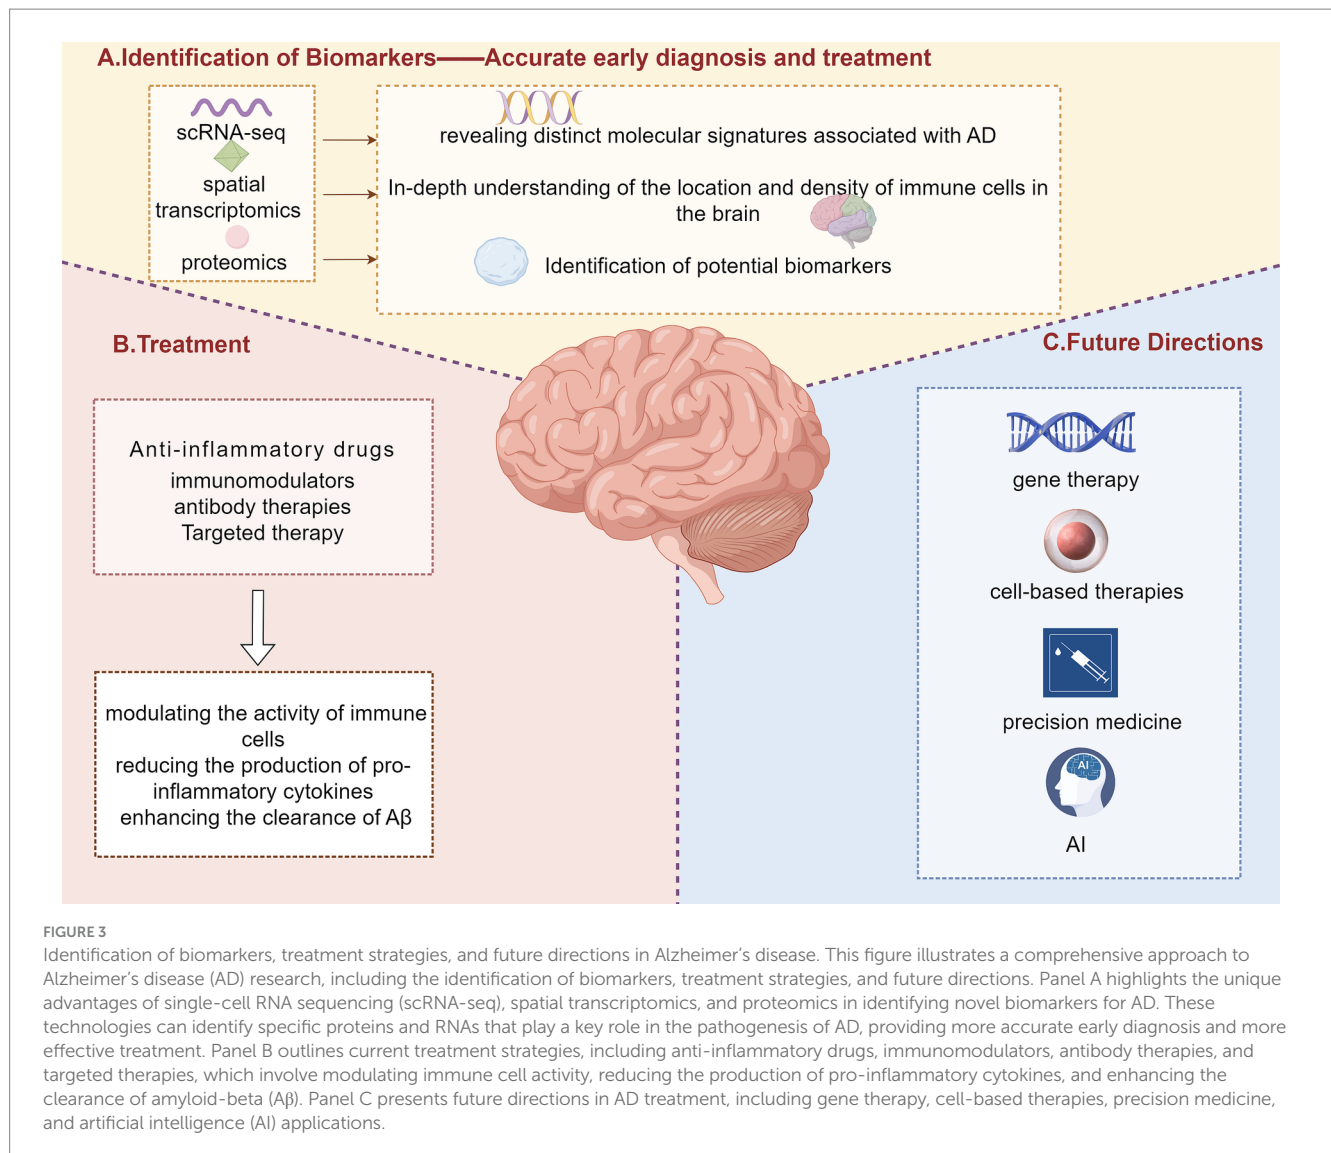 A.Identification of Biomarkers——Accurate early diagnosis and treatment
scRNA-seq
spatial
transcriptomics
proteomics
revealing distinct molecular signatures associated with AD
In-depth understanding of the location and density of immune cells in
the brain
Identification of potential biomarkers
B.Treatment
Anti-inflammatory drugs
immunomodulators
antibody therapies
Targeted therapy
modulating the activity of immune
cells
reducing the production of pro-
inflammatory cytokines
enhancing the clearance of Aβ
C.Future Directions
gene therapy
cell-based therapies
precision medicine
AI
AI
FIGURE 3
Identification of biomarkers, treatment strategies, and future directions in Alzheimer's disease. This figure illustrates a comprehensive approach to
Alzheimer's disease (AD) research, including the identification of biomarkers, treatment strategies, and future directions. Panel A highlights the unique
advantages of single-cell RNA sequencing (scRNA-seq), spatial transcriptomics, and proteomics in identifying novel biomarkers for AD. These
technologies can identify specific proteins and RNAs that play a key role in the pathogenesis of AD, providing more accurate early diagnosis and more
effective treatment. Panel B outlines current treatment strategies, including anti-inflammatory drugs, immunomodulators, antibody therapies, and
targeted therapies, which involve modulating immune cell activity, reducing the production of pro-inflammatory cytokines, and enhancing the
clearance of amyloid-beta (Aβ). Panel C presents future directions in AD treatment, including gene therapy, cell-based therapies, precision medicine,
and artificial intelligence (AI) applications.